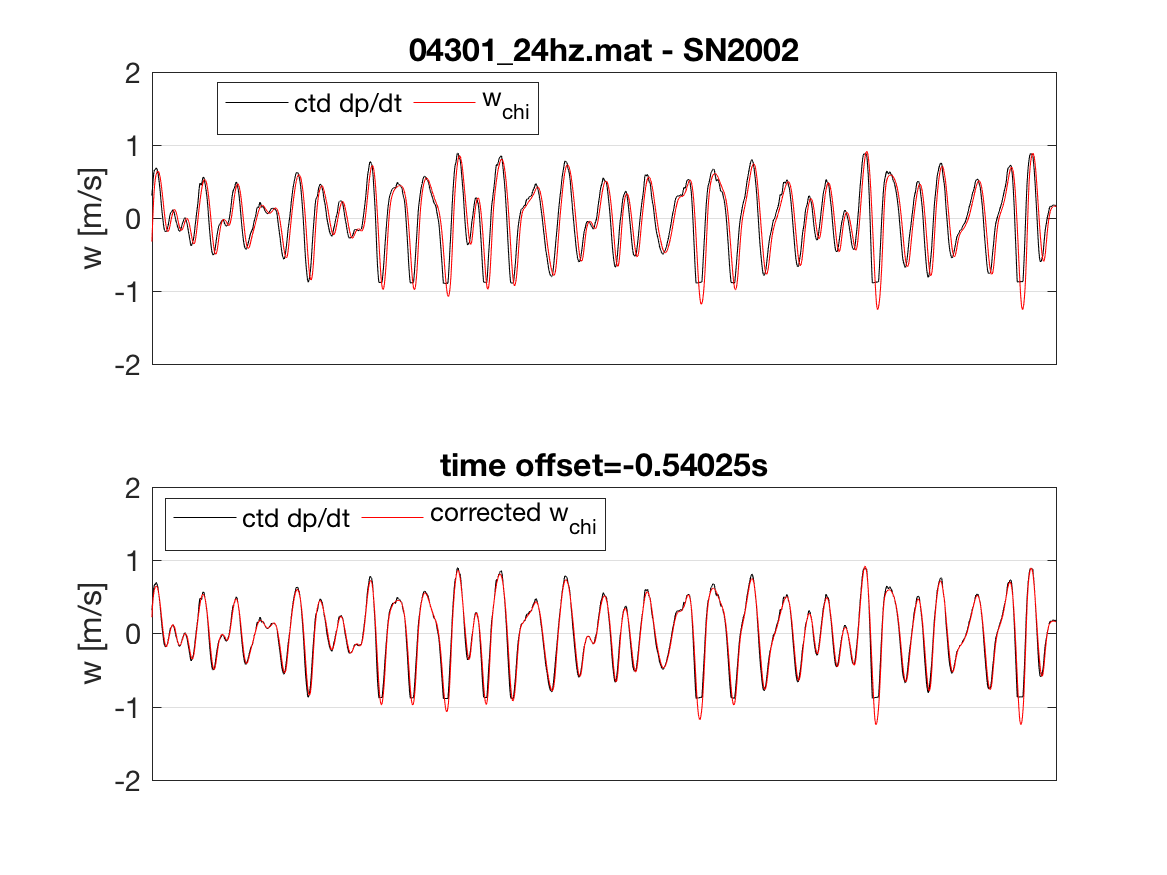 04301_24hz.mat - SN2002
2
ctd dp/dt w_chi
1
w [m/s]
0
-1
-2
time offset=-0.54025s
2
ctd dp/dt corrected w_chi
1
w [m/s]
0
-1
-2